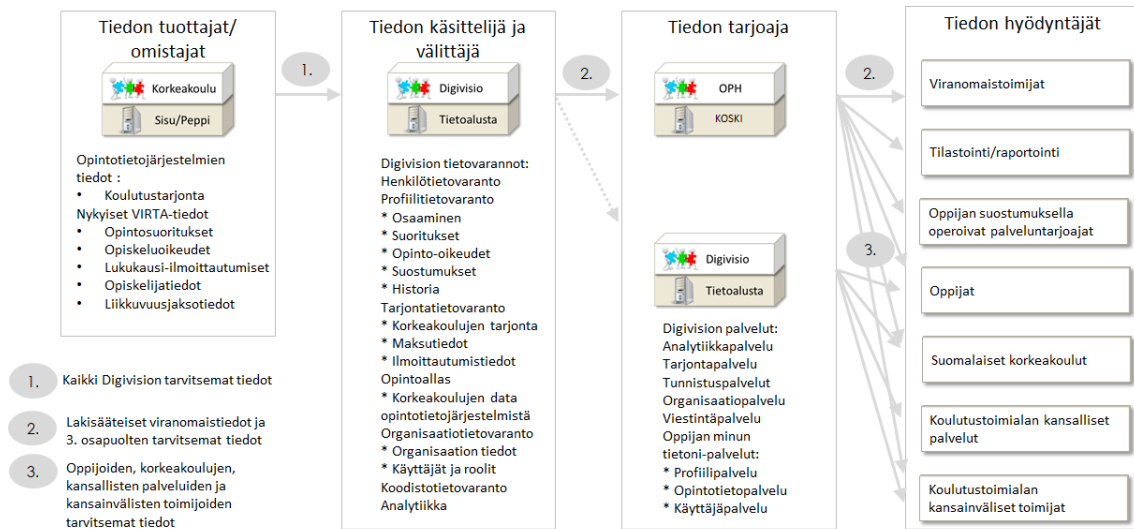 Tiedon tuottajat/
omistajat
Korkeakoulu
Sisu/Peppi
Opintotietojärjestelmien
tiedot :
• Koulutustarjonta
Nykyiset VIRTA-tiedot
• Opintosuoritukset
• Opiskeluoikeudet
• Lukukausi-ilmoittautumiset
• Opiskelijatiedot
• Liikkuvuusjaksotiedot
1.
Tiedon käsittelijä ja
välittäjä
Digivisio
Tietoalusta
Digivision tietovarannot:
Henkilötietovaranto
Profiilitietovaranto
* Osaaminen
* Suoritukset
* Opinto-oikeudet
* Suostumukset
* Historia
Tarjontatietovaranto
* Korkeakoulujen tarjonta
* Maksutiedot
* Ilmoittautumistiedot
Opintoallas
* Korkeakoulujen data
opintotietojärjestelmistä
Organisaatiotietovaranto
* Organisaation tiedot
* Käyttäjät ja roolit
Koodistotietovaranto
Analytiikka
2.
Tiedon tarjoaja
OPH
KOSKI
Digivisio
Tietoalusta
Digivision palvelut:
Analytiikkapalvelu
Tarjontapalvelu
Tunnistuspalvelut
Organisaatiopalvelu
Viestintäpalvelu
Oppijan minun
tietoni-palvelut:
* Profiilipalvelu
* Opintotietopalvelu
* Käyttäjäpalvelu
2.
3.
Tiedon hyödyntäjät
Viranomaistoimijat
Tilastointi/raportointi
Oppijan suostumuksella
operoivat palveluntarjoajat
Oppijat
Suomalaiset korkeakoulut
Koulutustoimialan kansalliset
palvelut
Koulutustoimialan
kansainväliset toimijat
1. Kaikki Digivision tarvitsemat tiedot
2. Lakisääteiset viranomaistiedot ja
3. osapuolten tarvitsemat tiedot
3. Oppijoiden, korkeakoulujen,
kansallisten palveluiden ja
kansainvälisten toimijoiden
tarvitsemat tiedot